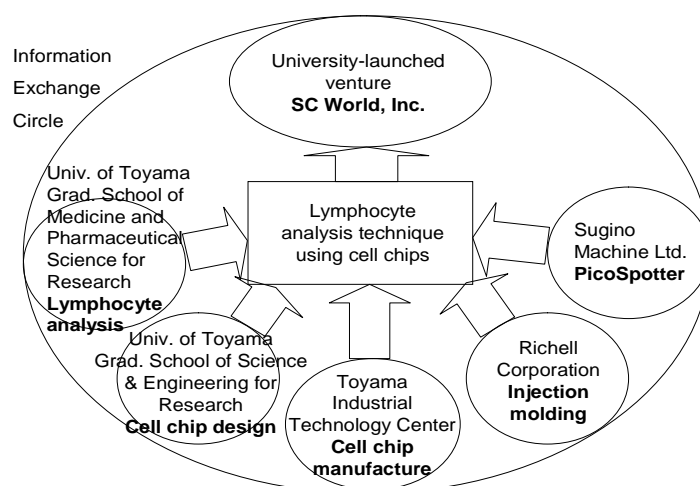 Information
Exchange
Circle
University-launched
venture
SC World, Inc.
Univ. of Toyama
Grad. School of
Medicine and
Pharmaceutical
Science for
Research
Lymphocyte
analysis
Lymphocyte
analysis technique
using cell chips
Sugino
Machine Ltd.
PicoSpotter
Univ. of Toyama
Grad. School of Science
& Engineering for
Research
Cell chip design
Toyama
Industrial
Technology Center
Cell chip
manufacture
Richell
Corporation
Injection
molding